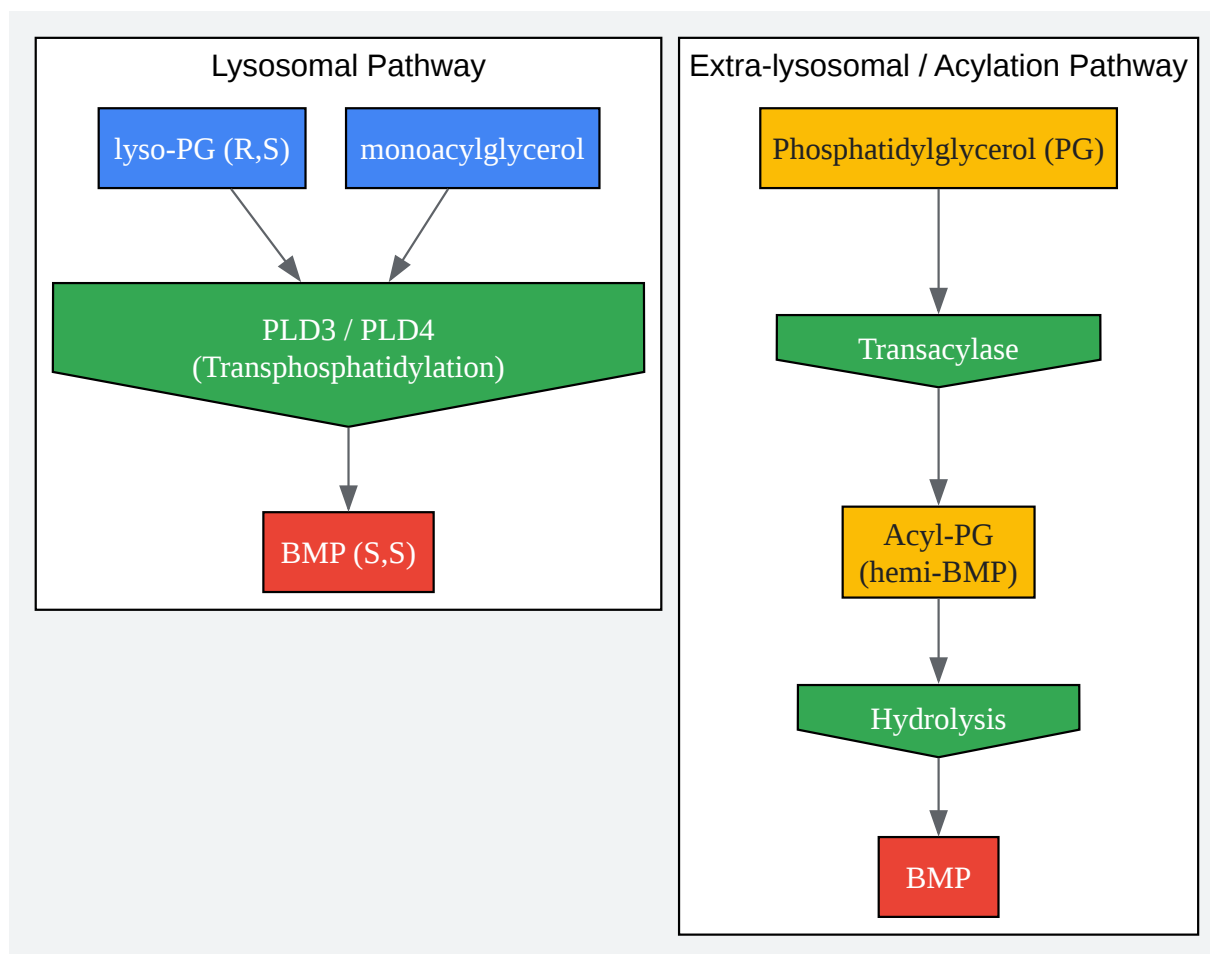 Lysosomal Pathway
lyso-PG (R,S)
monoacylglycerol
PLD3 / PLD4
(Transphosphatidylation)
BMP (S,S)
Extra-lysosomal / Acylation Pathway
Phosphatidylglycerol (PG)
Transacylase
Acyl-PG
(hemi-BMP)
Hydrolysis
BMP